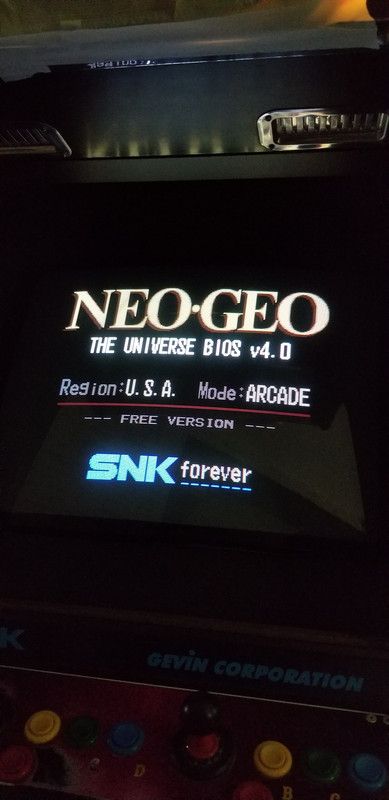 NEO·GEO
THE UNIVERSE BIOS v4.0
Region:U.S.A. Mode:ARCADE
--- FREE VERSION ---
SNK forever
K GEVIN CORPORATION
D B